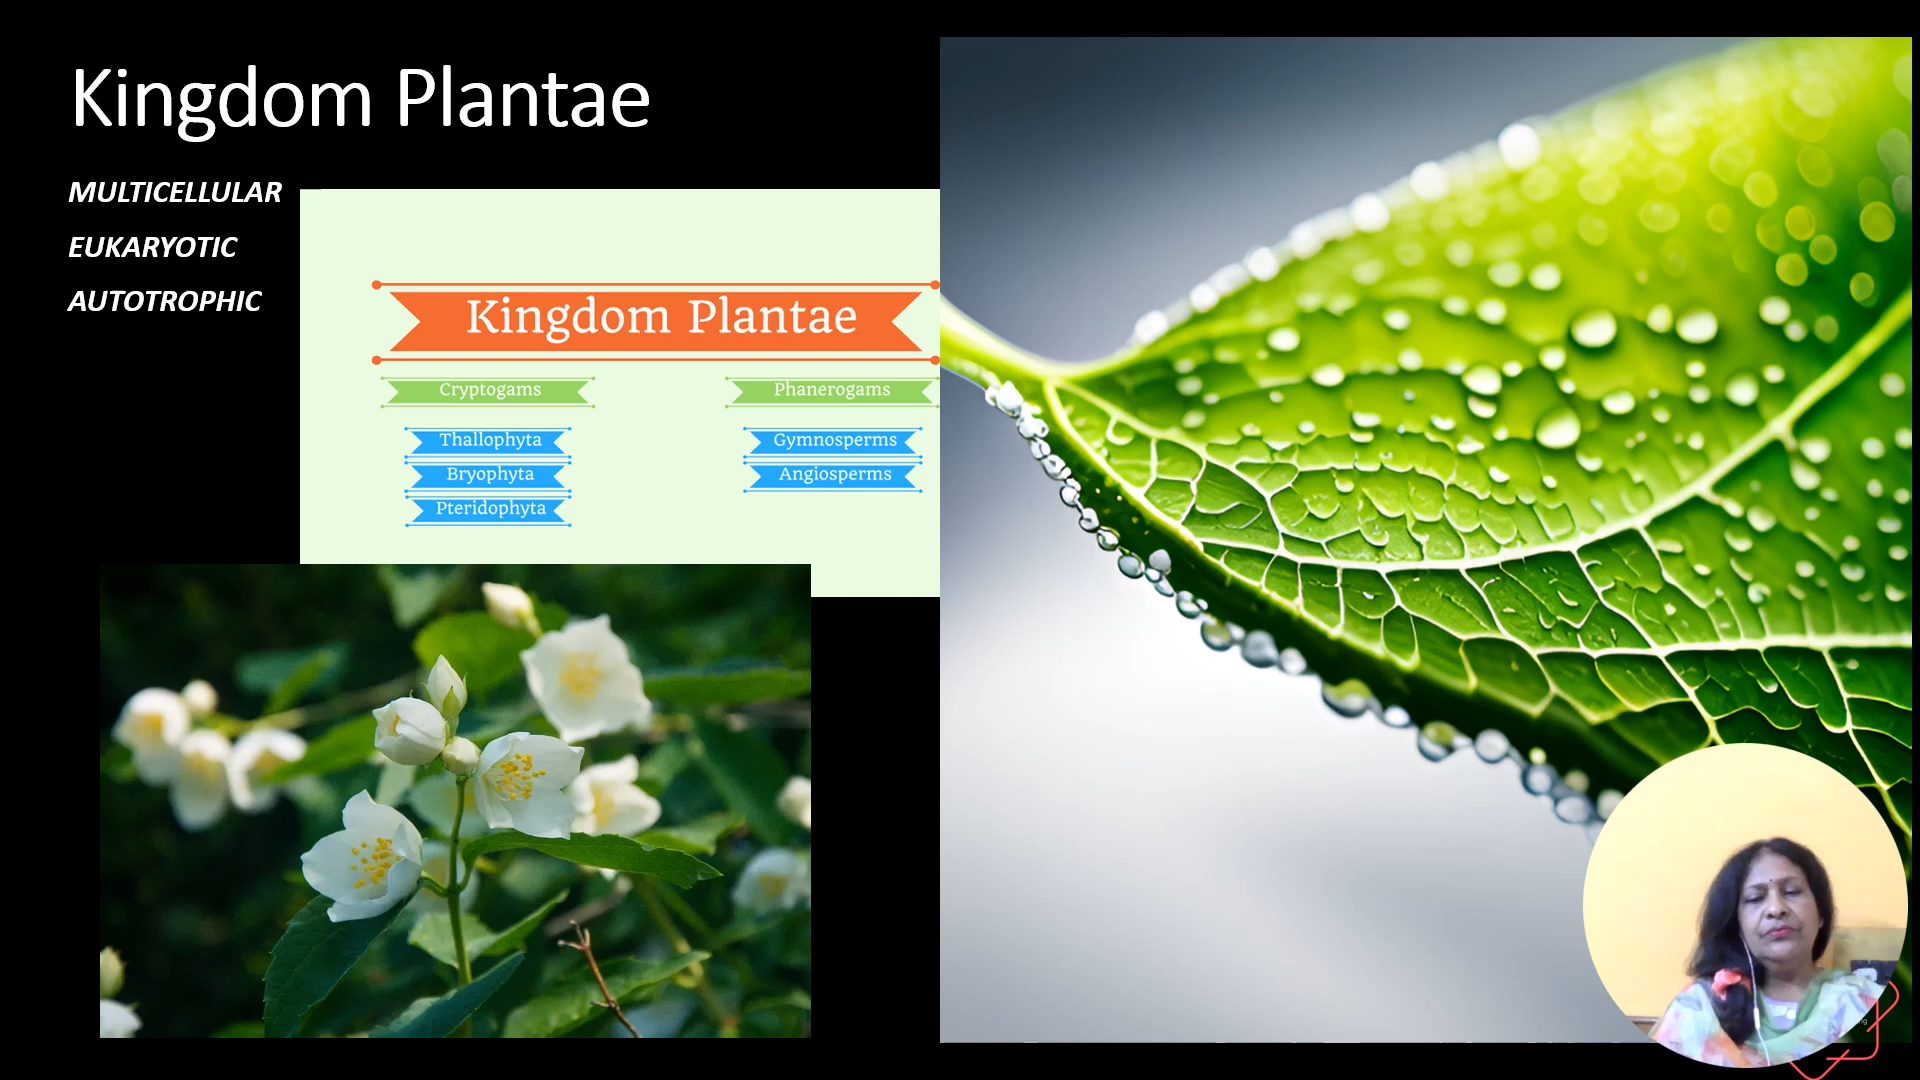 Kingdom Plantae
MULTICELLULAR
EUKARYOTIC
AUTOTROPHIC
Kingdom Plantae
Cryptogams
Phanerogams
Thallophyta
Gymnosperms
Bryophyta
Angiosperms
Pteridophyta